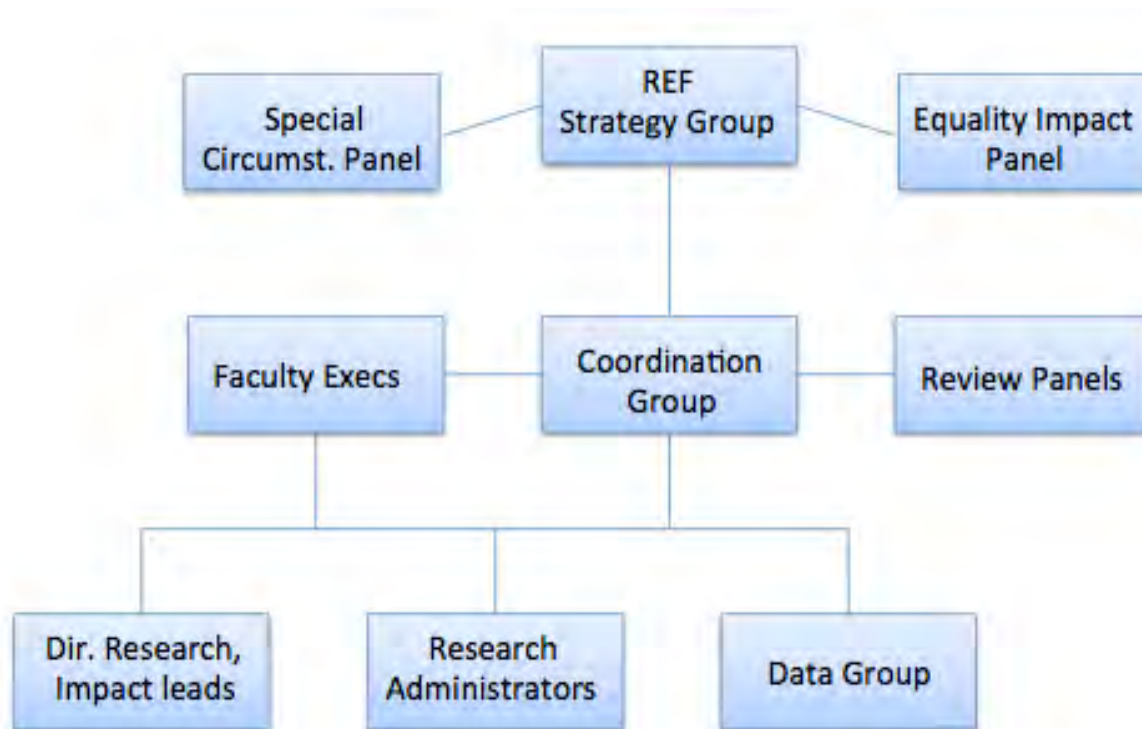 REF
Strategy Group
Special
Circumst. Panel
Equality Impact
Panel
Faculty Execs
Coordination
Group
Review Panels
Dir. Research,
Impact leads
Research
Administrators
Data Group